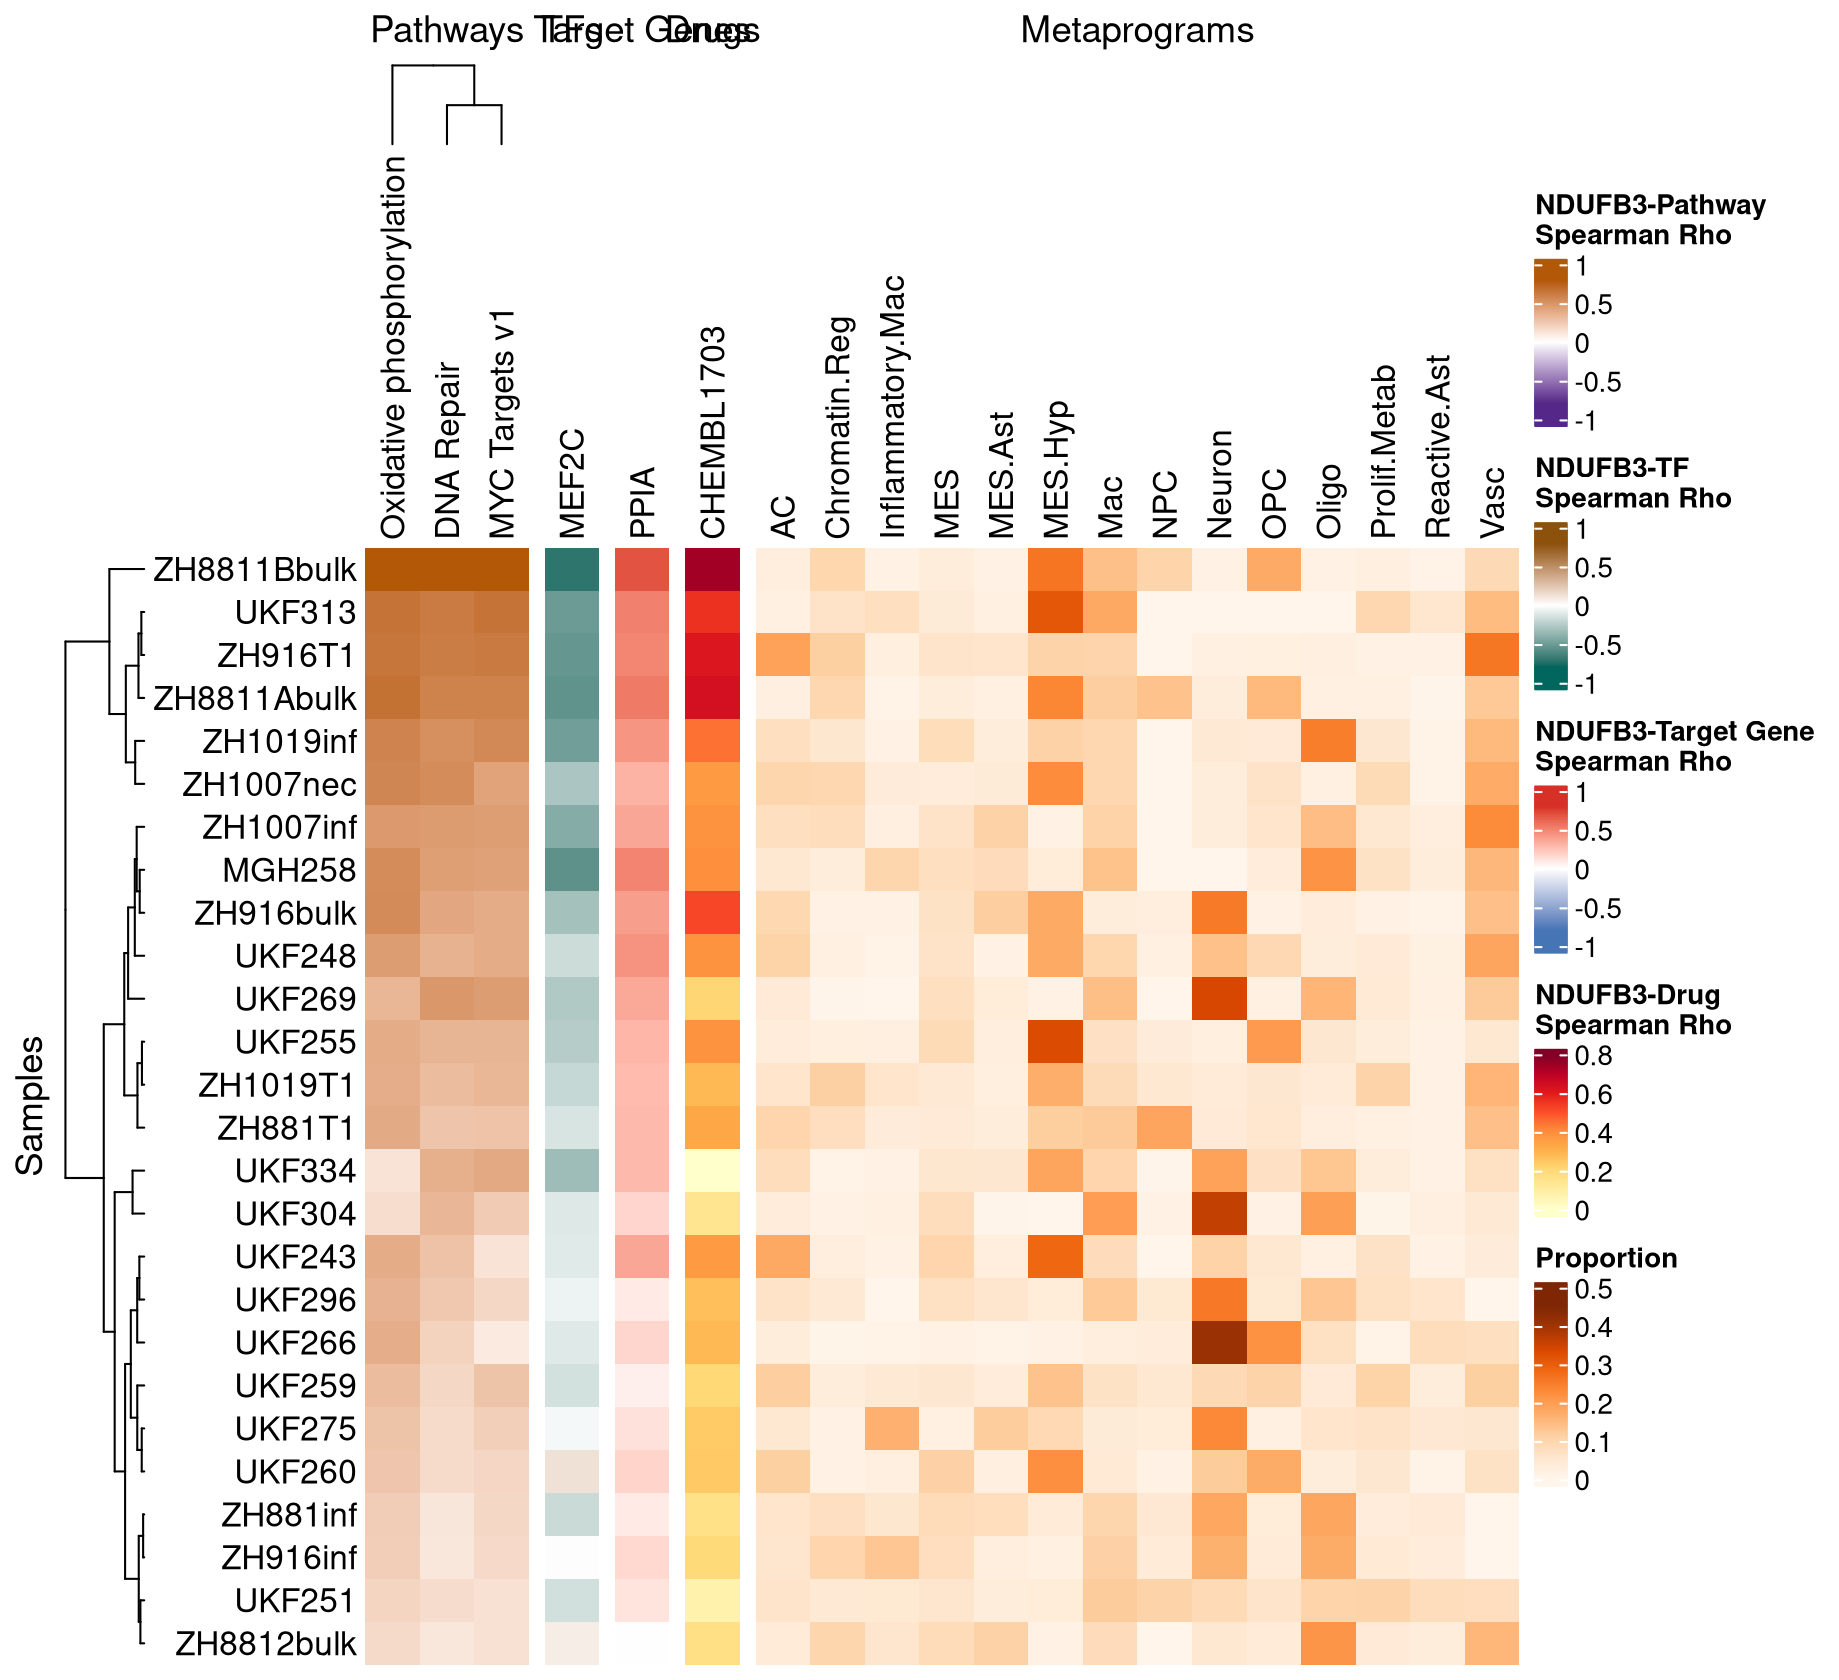 Pathways TFs Target Genes Drugs Metaprograms
Oxidative phosphorylation
DNA Repair
MYC Targets v1
MEF2C
PPIA
CHEMBL1703
AC
Chromatin.Reg
Inflammatory.Mac
MES
MES.Ast
MES.Hyp
Mac
NPC
Neuron
OPC
Oligo
Prolif.Metab
Reactive.Ast
Vasc
Samples
ZH8811Bbulk
UKF313
ZH916T1
ZH8811Abulk
ZH1019inf
ZH1007nec
ZH1007inf
MGH258
ZH916bulk
UKF248
UKF269
UKF255
ZH1019T1
ZH881T1
UKF334
UKF304
UKF243
UKF296
UKF266
UKF259
UKF275
UKF260
ZH881inf
ZH916inf
UKF251
ZH8812bulk
NDUFB3-Pathway
Spearman Rho
1
0.5
0
-0.5
-1
NDUFB3-TF
Spearman Rho
1
0.5
0
-0.5
-1
NDUFB3-Target Gene
Spearman Rho
1
0.5
0
-0.5
-1
NDUFB3-Drug
Spearman Rho
0.8
0.6
0.4
0.2
0
Proportion
0.5
0.4
0.3
0.2
0.1
0